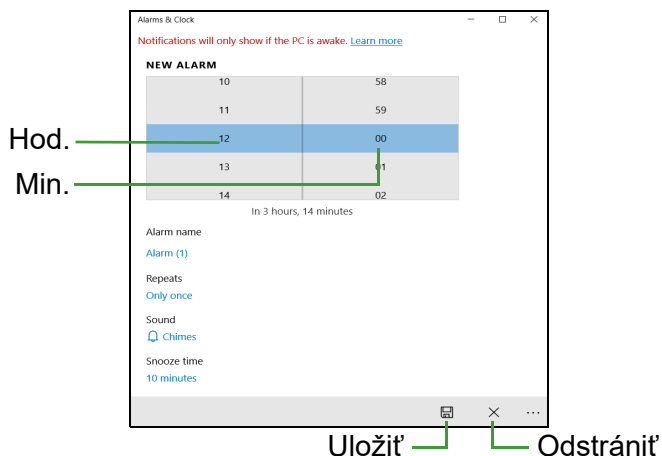 Alarms & Clock
Notifications will only show if the PC is awake. Learn more
NEW ALARM
10 58
11 59
Hod. 12 00
13 01
Min.
14 02
In 3 hours, 14 minutes
Alarm name
Alarm (1)
Repeats
Only once
Sound
Chimes
Snooze time
10 minutes
...
Uložiť Odstrániť